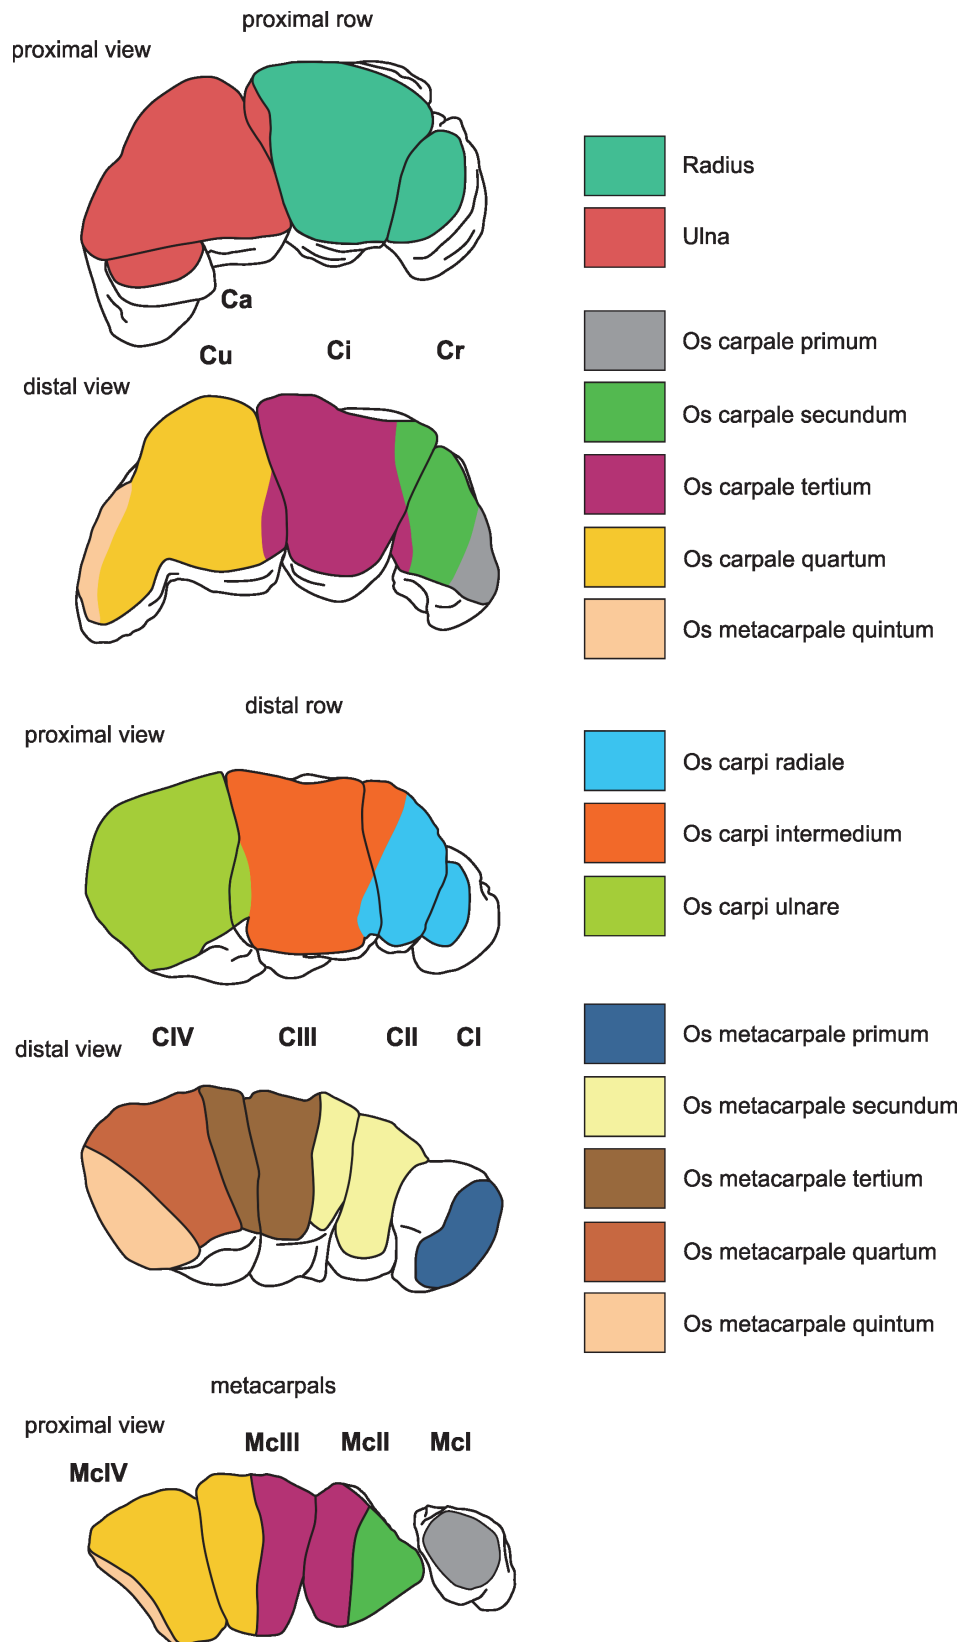 proximal row
proximal view
Radius
Ulna
Ca
Cu
Ci
Cr
distal view
Os carpale primum
Os carpale secundum
Os carpale tertium
Os carpale quartum
Os metacarpale quintum
distal row
proximal view
Os carpi radiale
Os carpi intermedium
Os carpi ulnare
CIV
CIII
CII
CI
distal view
Os metacarpale primum
Os metacarpale secundum
Os metacarpale tertium
Os metacarpale quartum
Os metacarpale quintum
metacarpals
proximal view
McIII
McII
McI
McIV